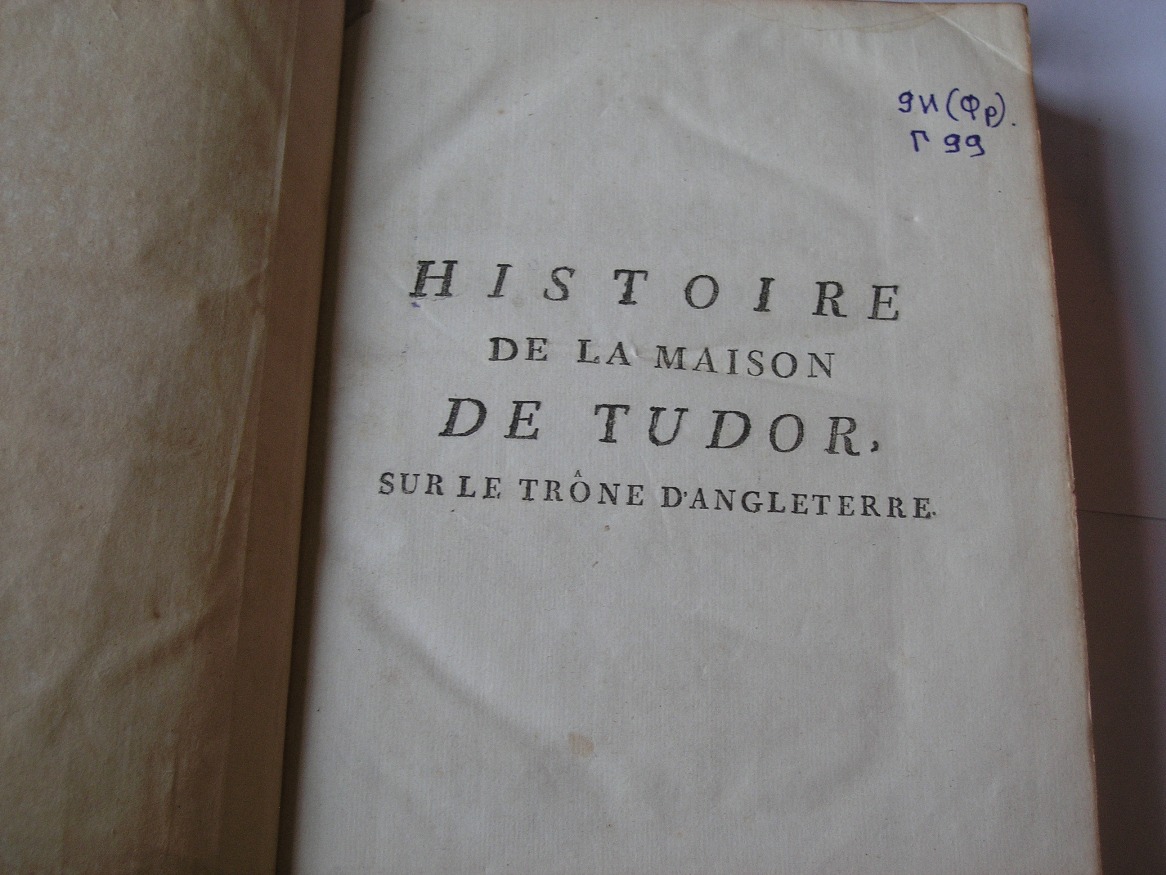 9И(Фр).
Г 99
HISTOIRE
DE LA MAISON
DE TUDOR,
SUR LE TRÔNE D'ANGLETERRE.